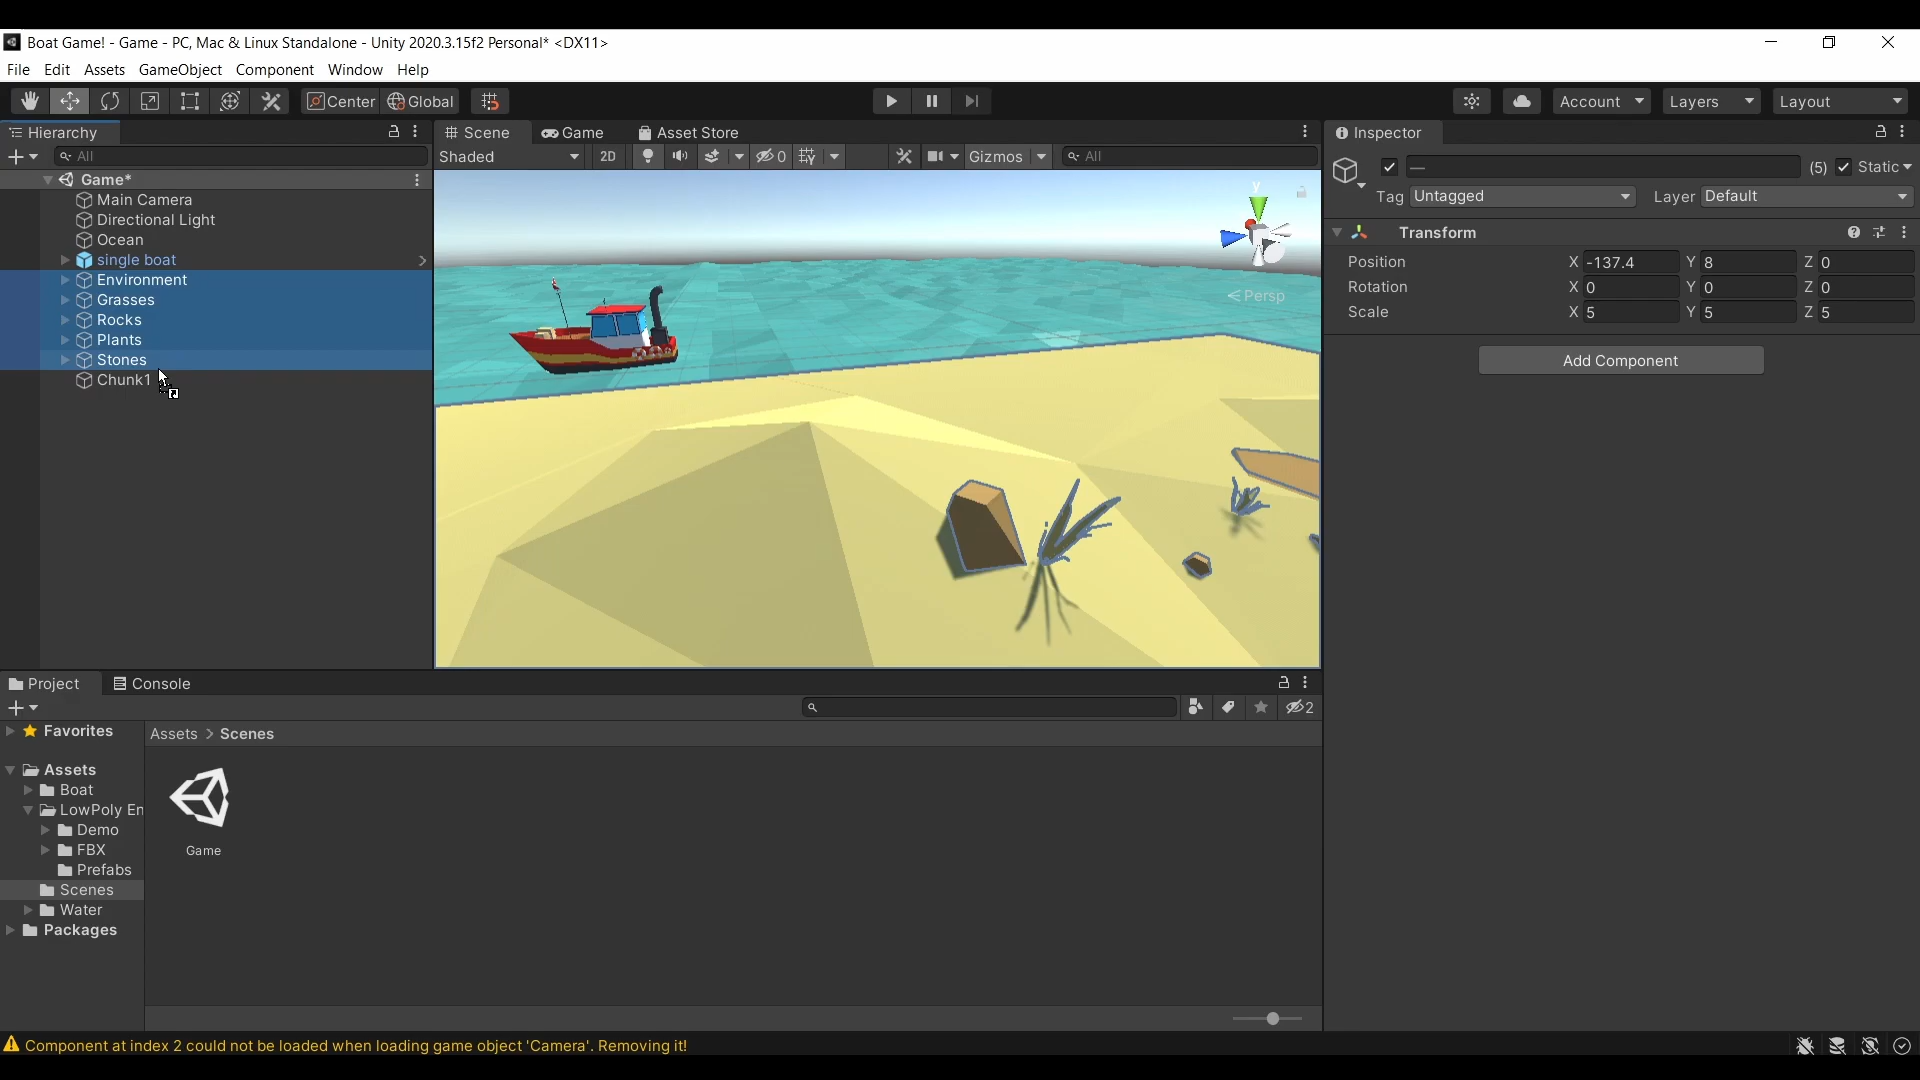 Boat Game! - Game - PC, Mac & Linux Standalone - Unity 2020.3.15f2 Personal* <DX11>
File Edit Assets GameObject Component Window Help
Center Global Account Layers Layout
Hierarchy
All
Game*
Main Camera
Directional Light
Ocean
single boat
Environment
Grasses
Rocks
Plants
Stones
Chunk1
Scene Game Asset Store
Shaded 2D 0 Gizmos All
y
Persp
Inspector
— (5) Static
Tag Untagged Layer Default
Transform
Position X -137.4 Y 8 Z 0
Rotation X 0 Y 0 Z 0
Scale X 5 Y 5 Z 5
Add Component
Project Console
2
Favorites
Assets
Boat
LowPoly En
Demo
FBX
Prefabs
Scenes
Water
Packages
Assets > Scenes
Game
Component at index 2 could not be loaded when loading game object 'Camera'. Removing it!